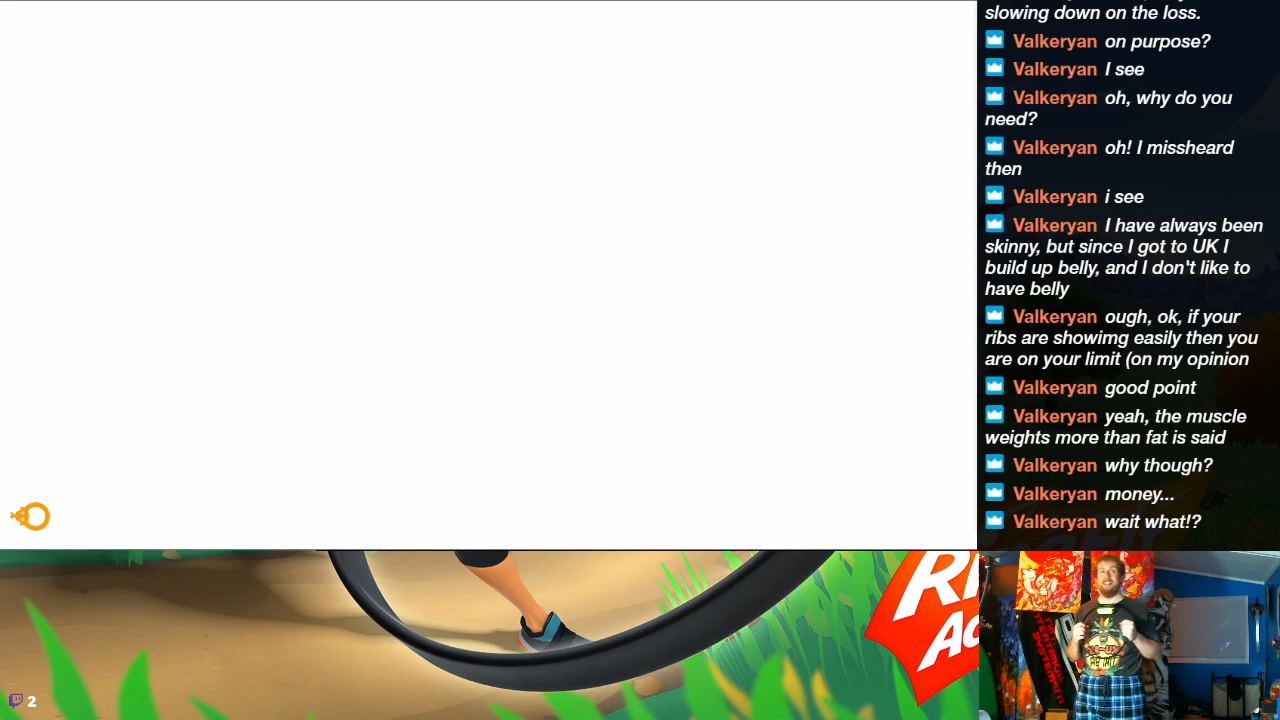 slowing down on the loss.
Valkeryan on purpose?
Valkeryan I see
Valkeryan oh, why do you
need?
Valkeryan oh! I missheard
then
Valkeryan i see
Valkeryan I have always been
skinny, but since I got to UK I
build up belly, and I don't like to
have belly
Valkeryan ough, ok, if your
ribs are showimg easily then you
are on your limit (on my opinion
Valkeryan good point
Valkeryan yeah, the muscle
weights more than fat is said
Valkeryan why though?
Valkeryan money...
Valkeryan wait what!?
2